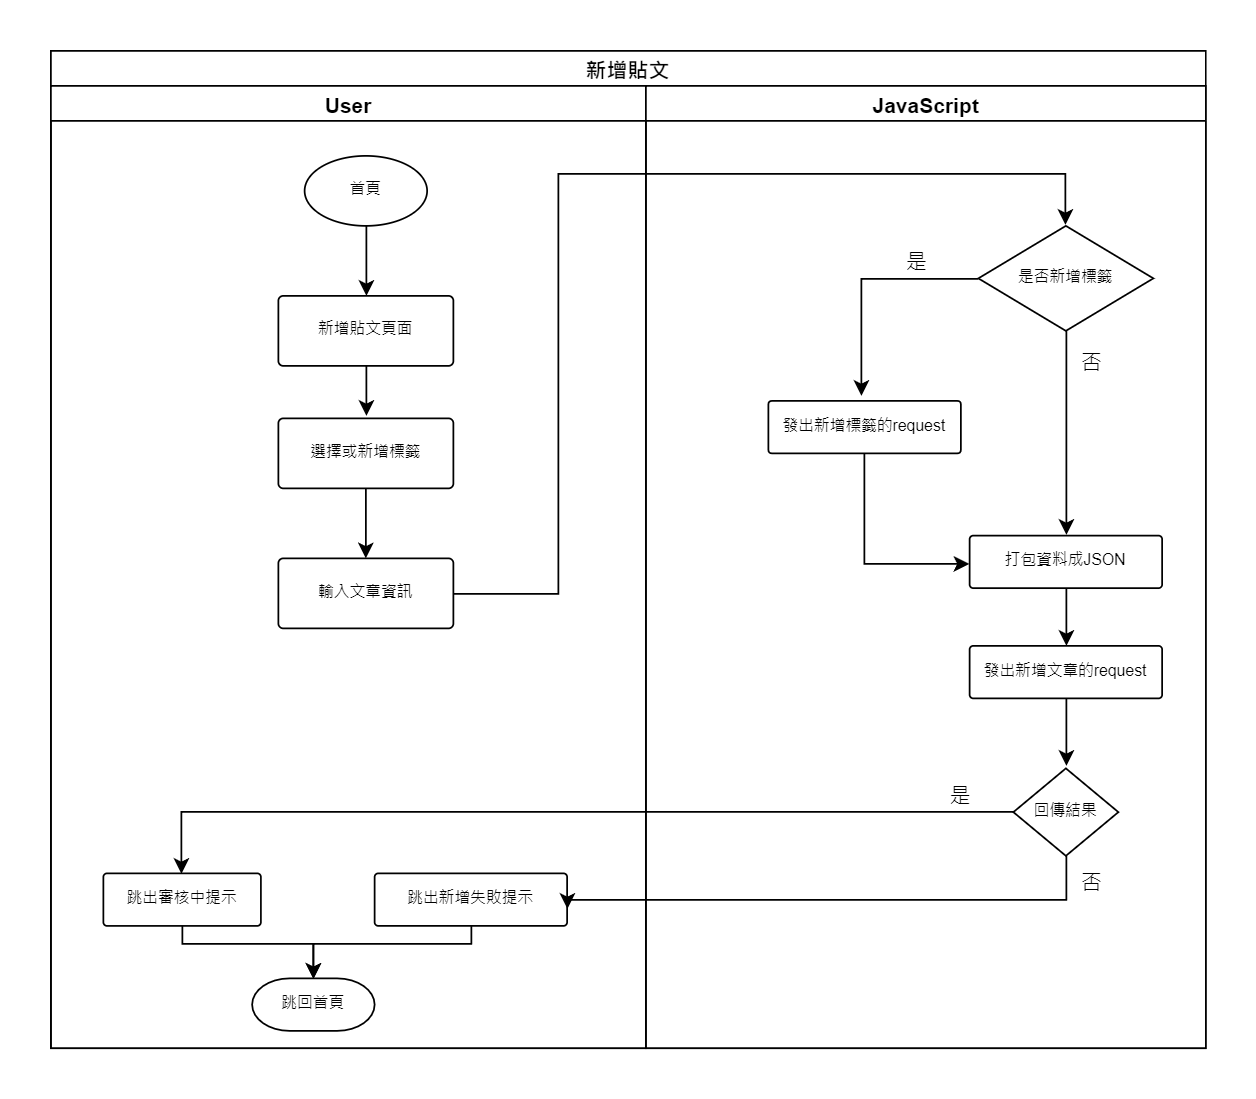 新增貼文
User
JavaScript
首頁
新增貼文頁面
選擇或新增標籤
輸入文章資訊
是否新增標籤
是
否
發出新增標籤的request
打包資料成JSON
發出新增文章的request
回傳結果
是
否
跳出審核中提示
跳出新增失敗提示
跳回首頁